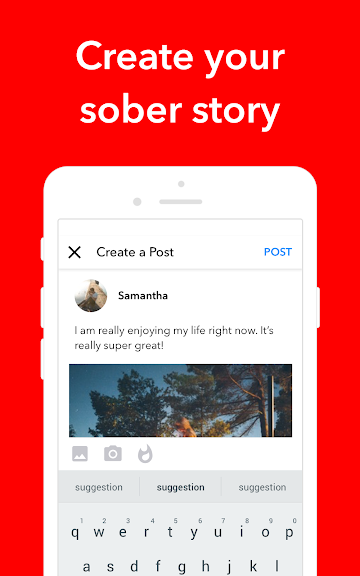 Create your
sober story
Create a Post
POST
Samantha
I am really enjoying my life right now. It's
really super great!
suggestion suggestion suggestion
1 2 3 4 5 6 7 8 9 0
q w e r t y u i o p
a s d f g h j k l